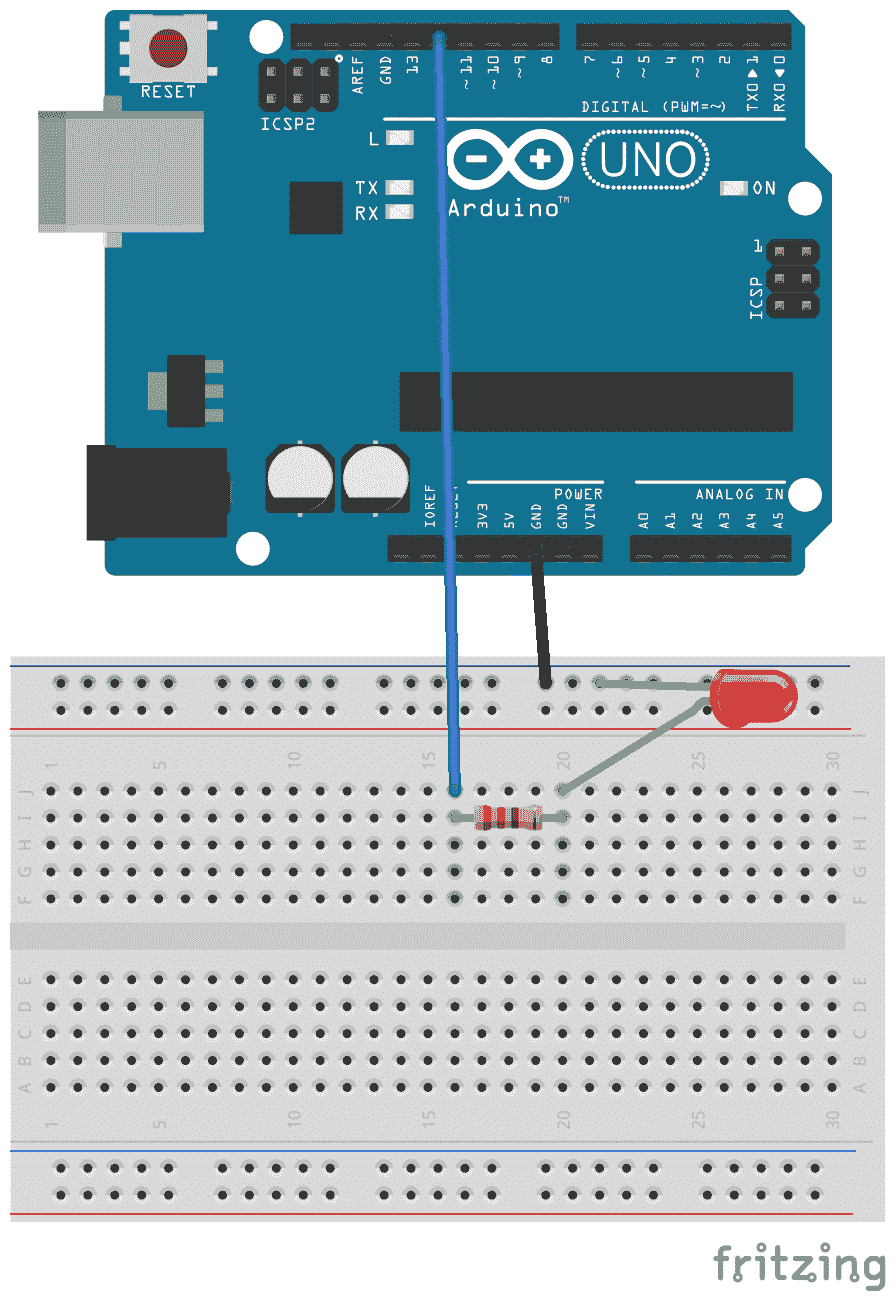 RESET
ICSP2
AREF
GND
13
~11
~10
~9
8
7
~6
~5
4
~3
2
TX0▶1
RX0◀0
DIGITAL (PWM=~)
L
TX
RX
Arduino™
UNO
ON
1
ICSP
IOREF
RESET
3V3
5V
GND
GND
VIN
POWER
A0
A1
A2
A3
A4
A5
ANALOG IN
1 5 10 15 20 25 30
J J
I I
H H
G G
F F
E E
D D
C C
B B
A A
1 5 10 15 20 25 30
fritzing